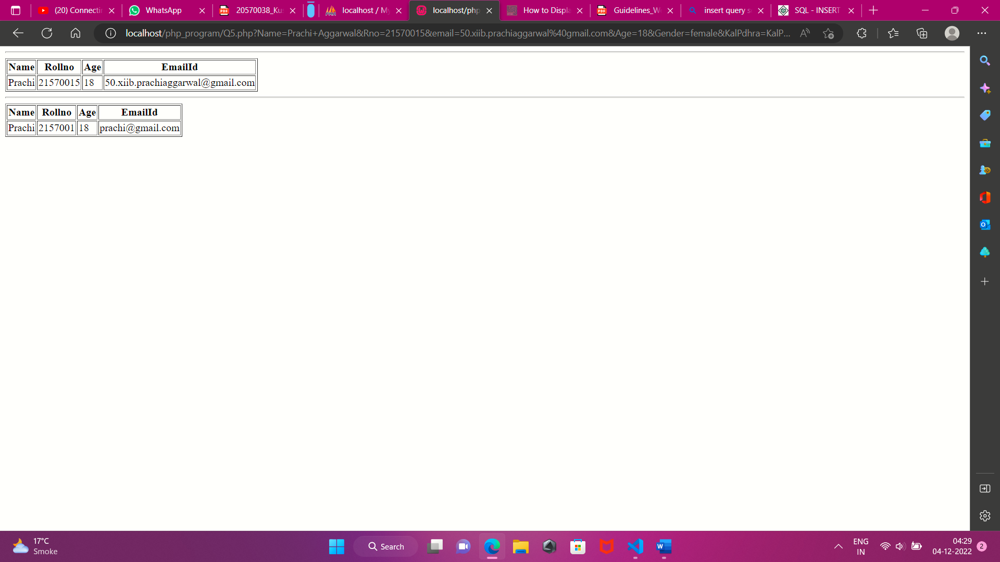 (20) Connectin
WhatsApp
20570038_Kus
localhost / My
localhost/php
How to Displa
Guidelines_We
insert query s
SQL - INSERT
localhost/php_program/Q5.php?Name=Prachi+Aggarwal&Rno=21570015&email=50.xiib.prachiaggarwal%40gmail.com&Age=18&Gender=female&KalPdhra=KalP...
Name Rollno Age EmailId
Prachi 21570015 18 50.xiib.prachiaggarwal@gmail.com
Name Rollno Age EmailId
Prachi 2157001 18 prachi@gmail.com
17°C
Smoke
Search
ENG
IN
04:29
04-12-2022
2